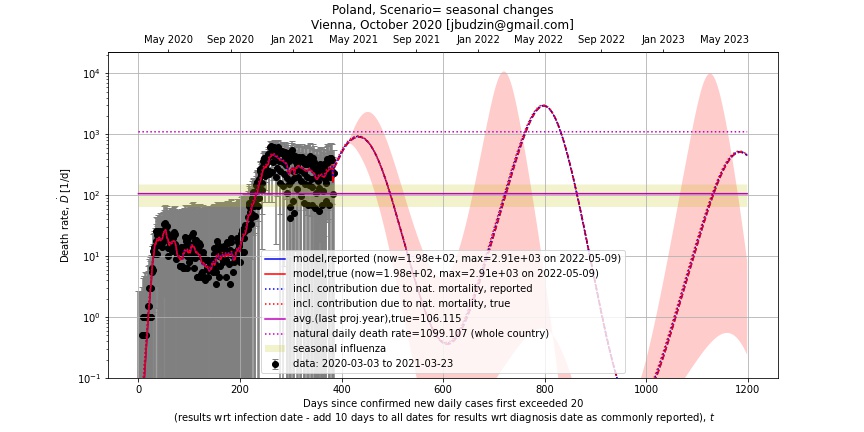 Poland, Scenario= seasonal changes
Vienna, October 2020 [jbudzin@gmail.com]
May 2020 Sep 2020 Jan 2021 May 2021 Sep 2021 Jan 2022 May 2022 Sep 2022 Jan 2023 May 2023
10⁴
10³
10²
10¹
10⁰
10⁻¹
Death rate, D [1/d]
model,reported (now=1.98e+02, max=2.91e+03 on 2022-05-09)
model,true (now=1.98e+02, max=2.91e+03 on 2022-05-09)
incl. contribution due to nat. mortality, reported
incl. contribution due to nat. mortality, true
avg.(last proj.year),true=106.115
natural daily death rate=1099.107 (whole country)
seasonal influenza
data: 2020-03-03 to 2021-03-23
0 200 400 600 800 1000 1200
Days since confirmed new daily cases first exceeded 20
(results wrt infection date - add 10 days to all dates for results wrt diagnosis date as commonly reported), t